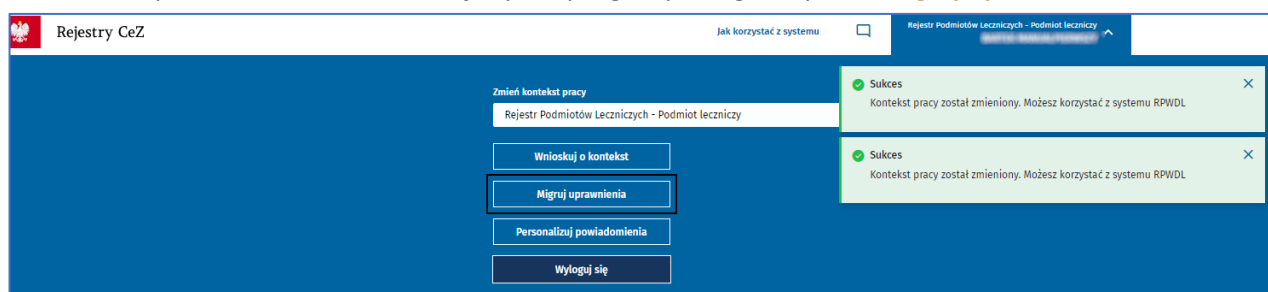 Rejestry CeZ
Jak korzystać z systemu
Rejestr Podmiotów Leczniczych - Podmiot leczniczy
Zmień kontekst pracy
Rejestr Podmiotów Leczniczych - Podmiot leczniczy
Wnioskuj o kontekst
Migruj uprawnienia
Personalizuj powiadomienia
Wyloguj się
Sukces
Kontekst pracy został zmieniony. Możesz korzystać z systemu RPWDL
Sukces
Kontekst pracy został zmieniony. Możesz korzystać z systemu RPWDL